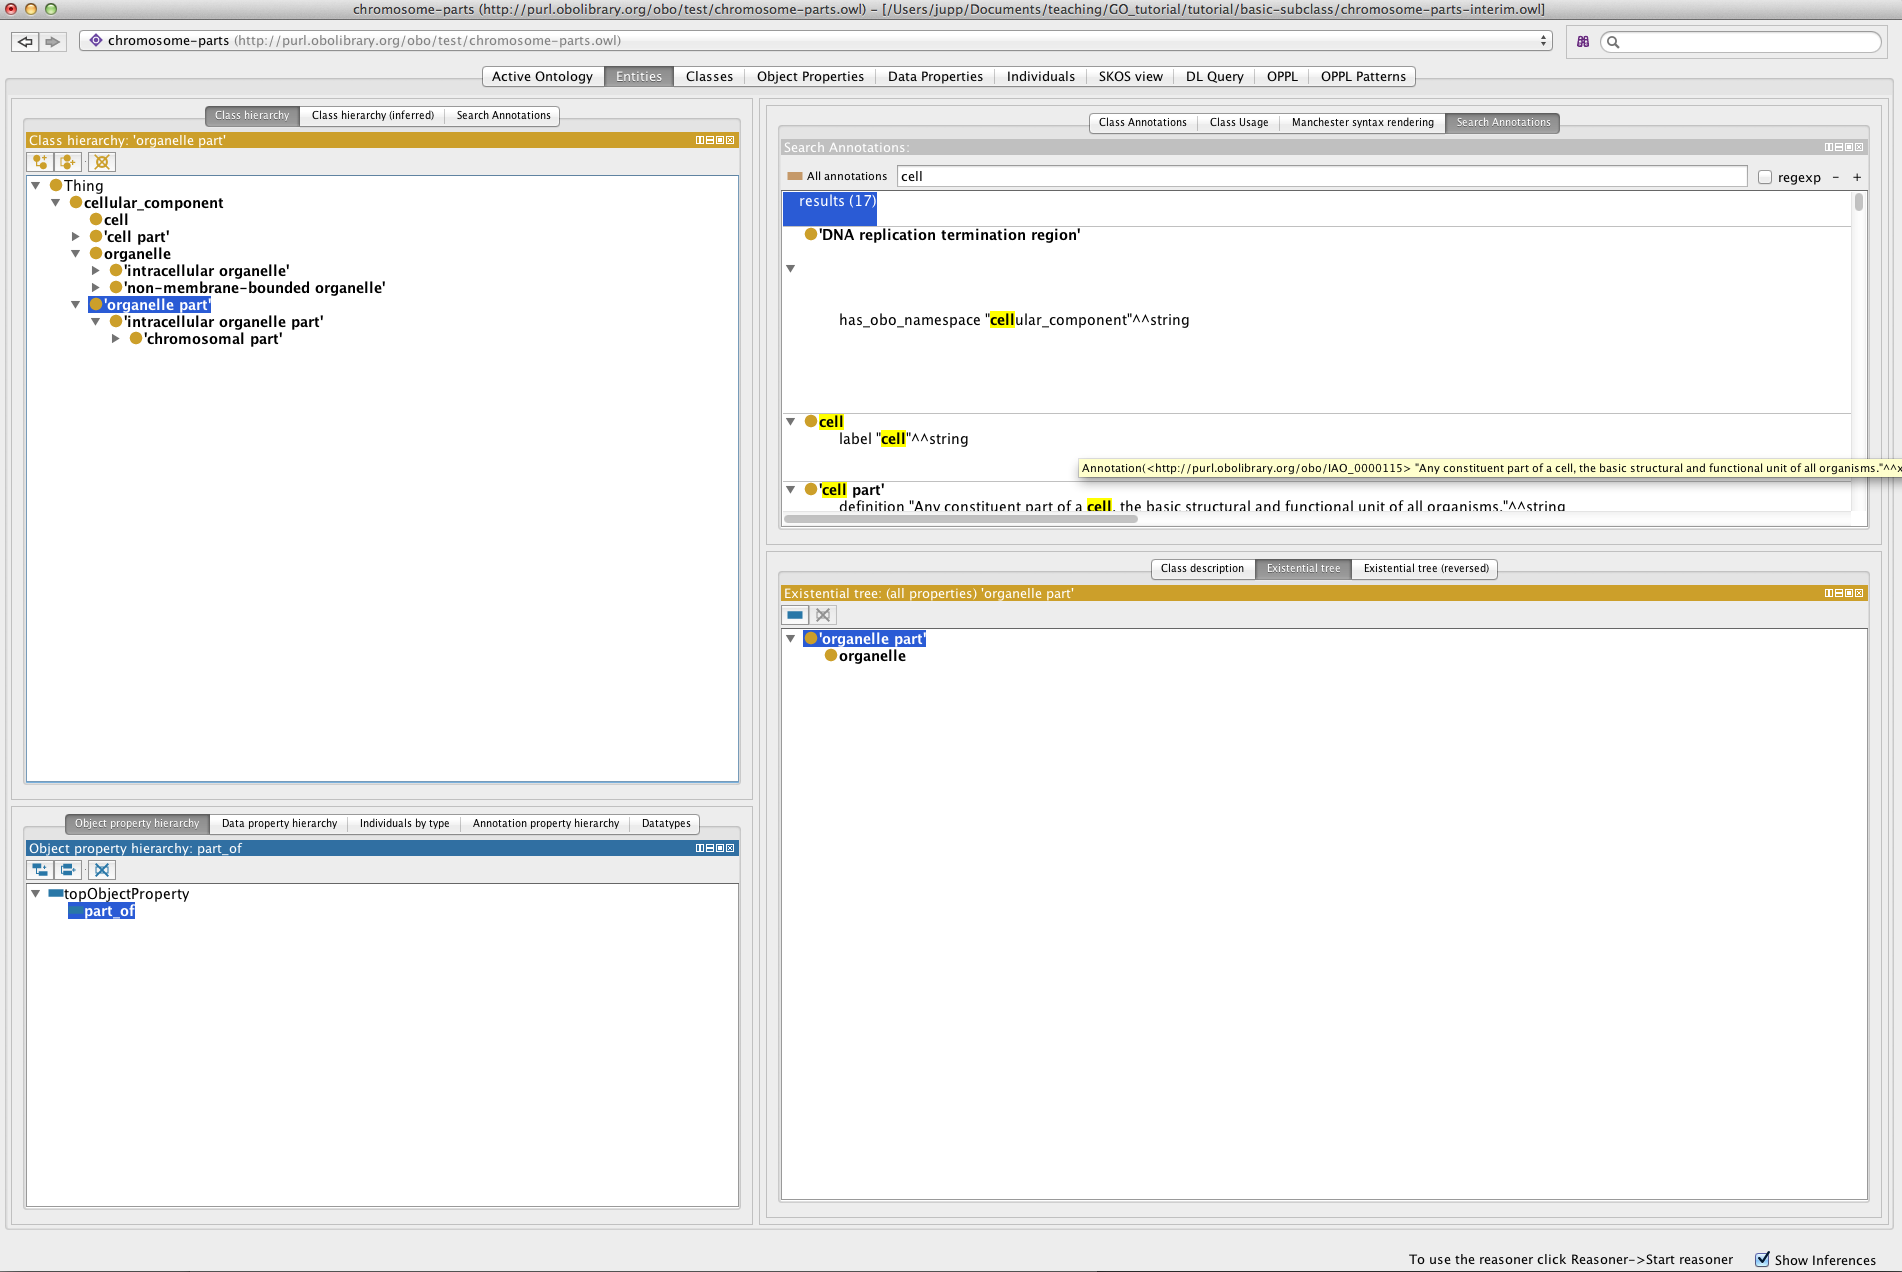 chromosome-parts (http://purl.obolibrary.org/obo/test/chromosome-parts.owl) – [/Users/jupp/Documents/teaching/GO_tutorial/tutorial/basic-subclass/chromosome-parts-interim.owl]
chromosome-parts (http://purl.obolibrary.org/obo/test/chromosome-parts.owl)
Active Ontology Entities Classes Object Properties Data Properties Individuals SKOS view DL Query OPPL OPPL Patterns
Class hierarchy Class hierarchy (inferred) Search Annotations
Class hierarchy: 'organelle part'
Thing
cellular_component
cell
'cell part'
organelle
'intracellular organelle'
'non-membrane-bounded organelle'
'organelle part'
'intracellular organelle part'
'chromosomal part'
Object property hierarchy Data property hierarchy Individuals by type Annotation property hierarchy Datatypes
Object property hierarchy: part_of
topObjectProperty
part_of
Class Annotations Class Usage Manchester syntax rendering Search Annotations
Search Annotations:
All annotations cell regexp - +
results (17)
'DNA replication termination region'
has_obo_namespace "cellular_component"^^string
cell
label "cell"^^string
Annotation(<http://purl.obolibrary.org/obo/IAO_0000115> "Any constituent part of a cell, the basic structural and functional unit of all organisms."^^x
'cell part'
definition "Any constituent part of a cell, the basic structural and functional unit of all organisms."^^string
Class description Existential tree Existential tree (reversed)
Existential tree: (all properties) 'organelle part'
'organelle part'
organelle
To use the reasoner click Reasoner->Start reasoner Show Inferences